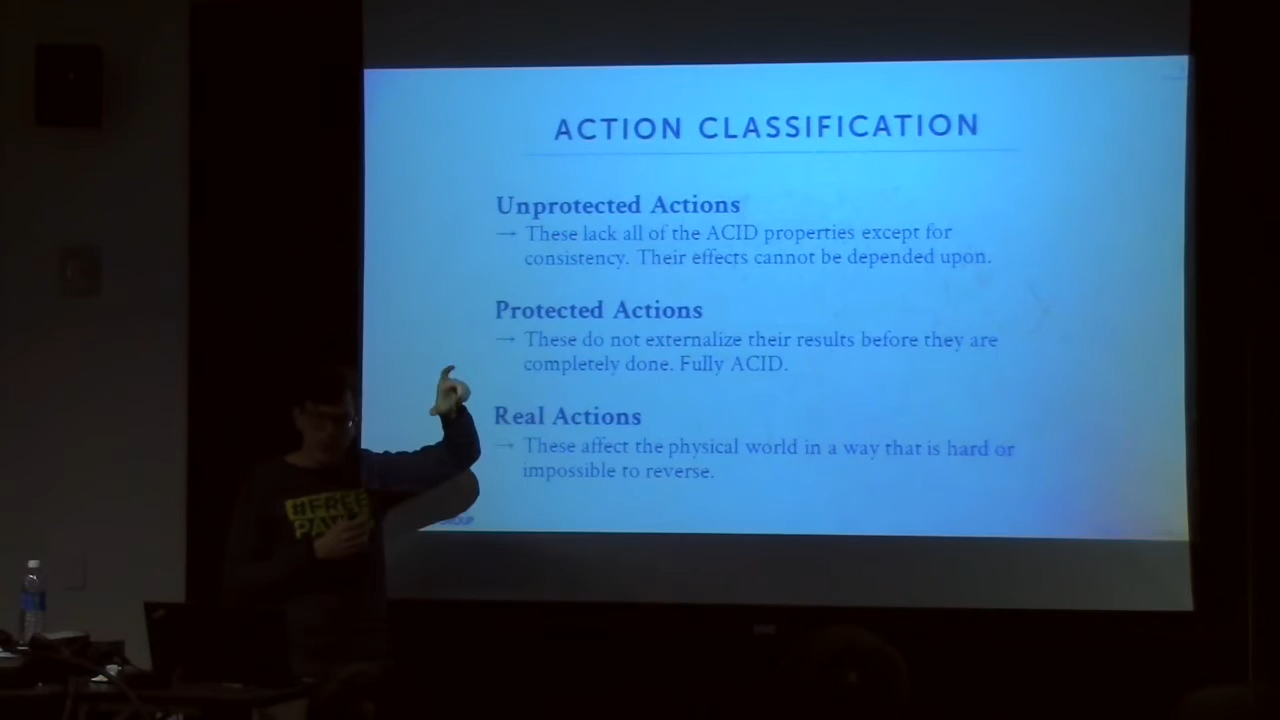 ACTION CLASSIFICATION
Unprotected Actions
→ These lack all of the ACID properties except for
consistency. Their effects cannot be depended upon.
Protected Actions
→ These do not externalize their results before they are
completely done. Fully ACID.
Real Actions
→ These affect the physical world in a way that is hard or
impossible to reverse.
#FREE